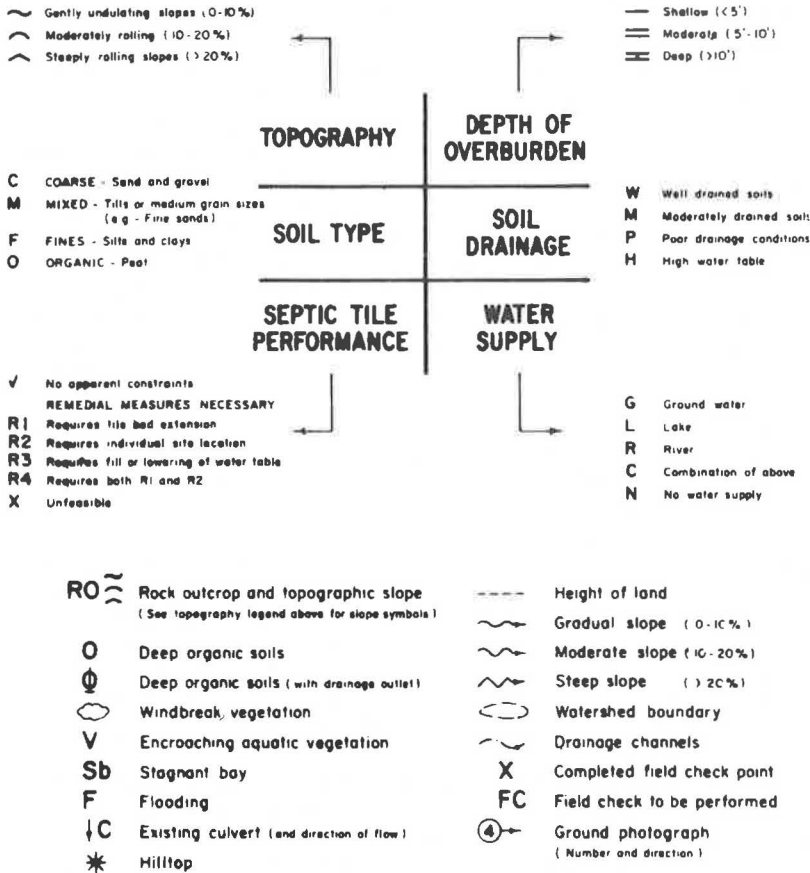 Gently undulating slopes (0-10%)
Moderately rolling (10-20%)
Steeply rolling slopes (>20%)
Shallow (<5')
Moderate (5'-10')
Deep (>10')
TOPOGRAPHY
DEPTH OF
OVERBURDEN
C COARSE - Sand and gravel
M MIXED - Tills or medium grain sizes
(e.g - Fine sands)
F FINES - Silts and clays
O ORGANIC - Peat
SOIL TYPE
SOIL
DRAINAGE
W Well drained soils
M Moderately drained soils
P Poor drainage conditions
H High water table
SEPTIC TILE
PERFORMANCE
WATER
SUPPLY
√ No apparent constraints
REMEDIAL MEASURES NECESSARY
R1 Requires tile bed extension
R2 Requires individual site location
R3 Requires fill or lowering of water table
R4 Requires both R1 and R2
X Unfeasible
G Ground water
L Lake
R River
C Combination of above
N No water supply
RO Rock outcrop and topographic slope
(See topography legend above for slope symbols)
O Deep organic soils
Φ Deep organic soils (with drainage outlet)
Windbreak, vegetation
V Encroaching aquatic vegetation
Sb Stagnant bay
F Flooding
↓C Existing culvert (and direction of flow)
Hilltop
Height of land
Gradual slope (0-10%)
Moderate slope (10-20%)
Steep slope (>20%)
Watershed boundary
Drainage channels
X Completed field check point
FC Field check to be performed
4 Ground photograph
(Number and direction)